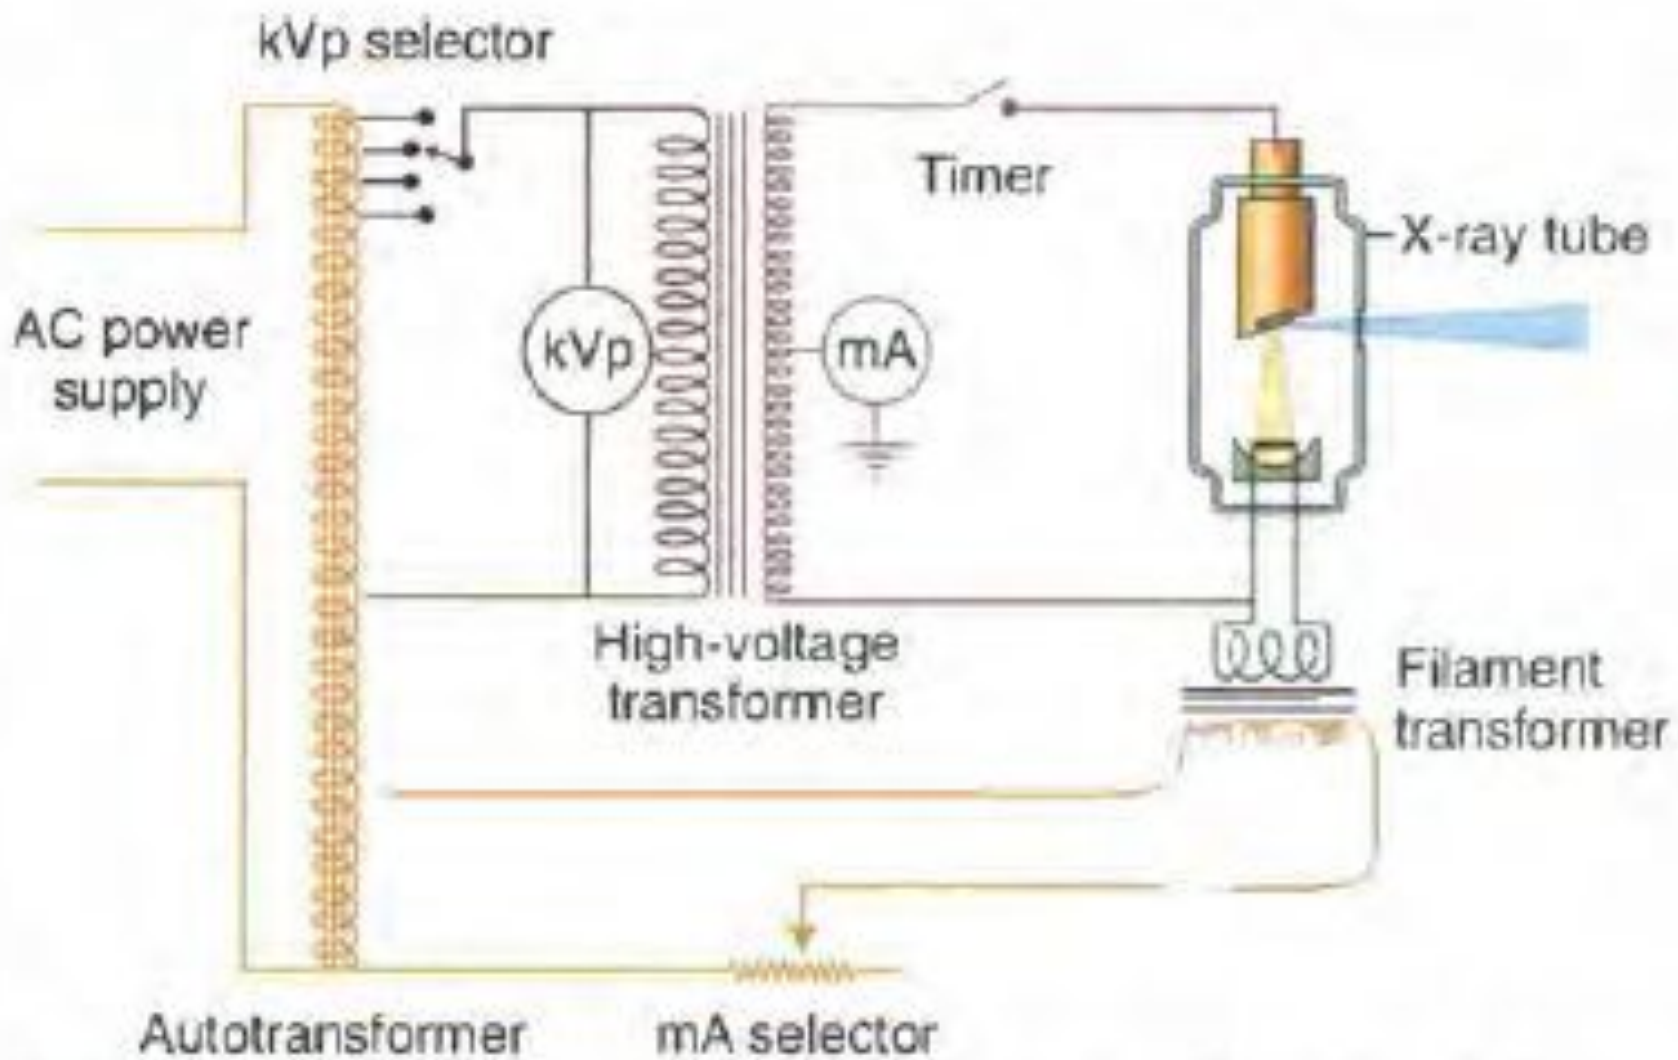 kVp selector
Timer
X-ray tube
AC power
supply
kVp
mA
High-voltage
transformer
Filament
transformer
Autotransformer
mA selector